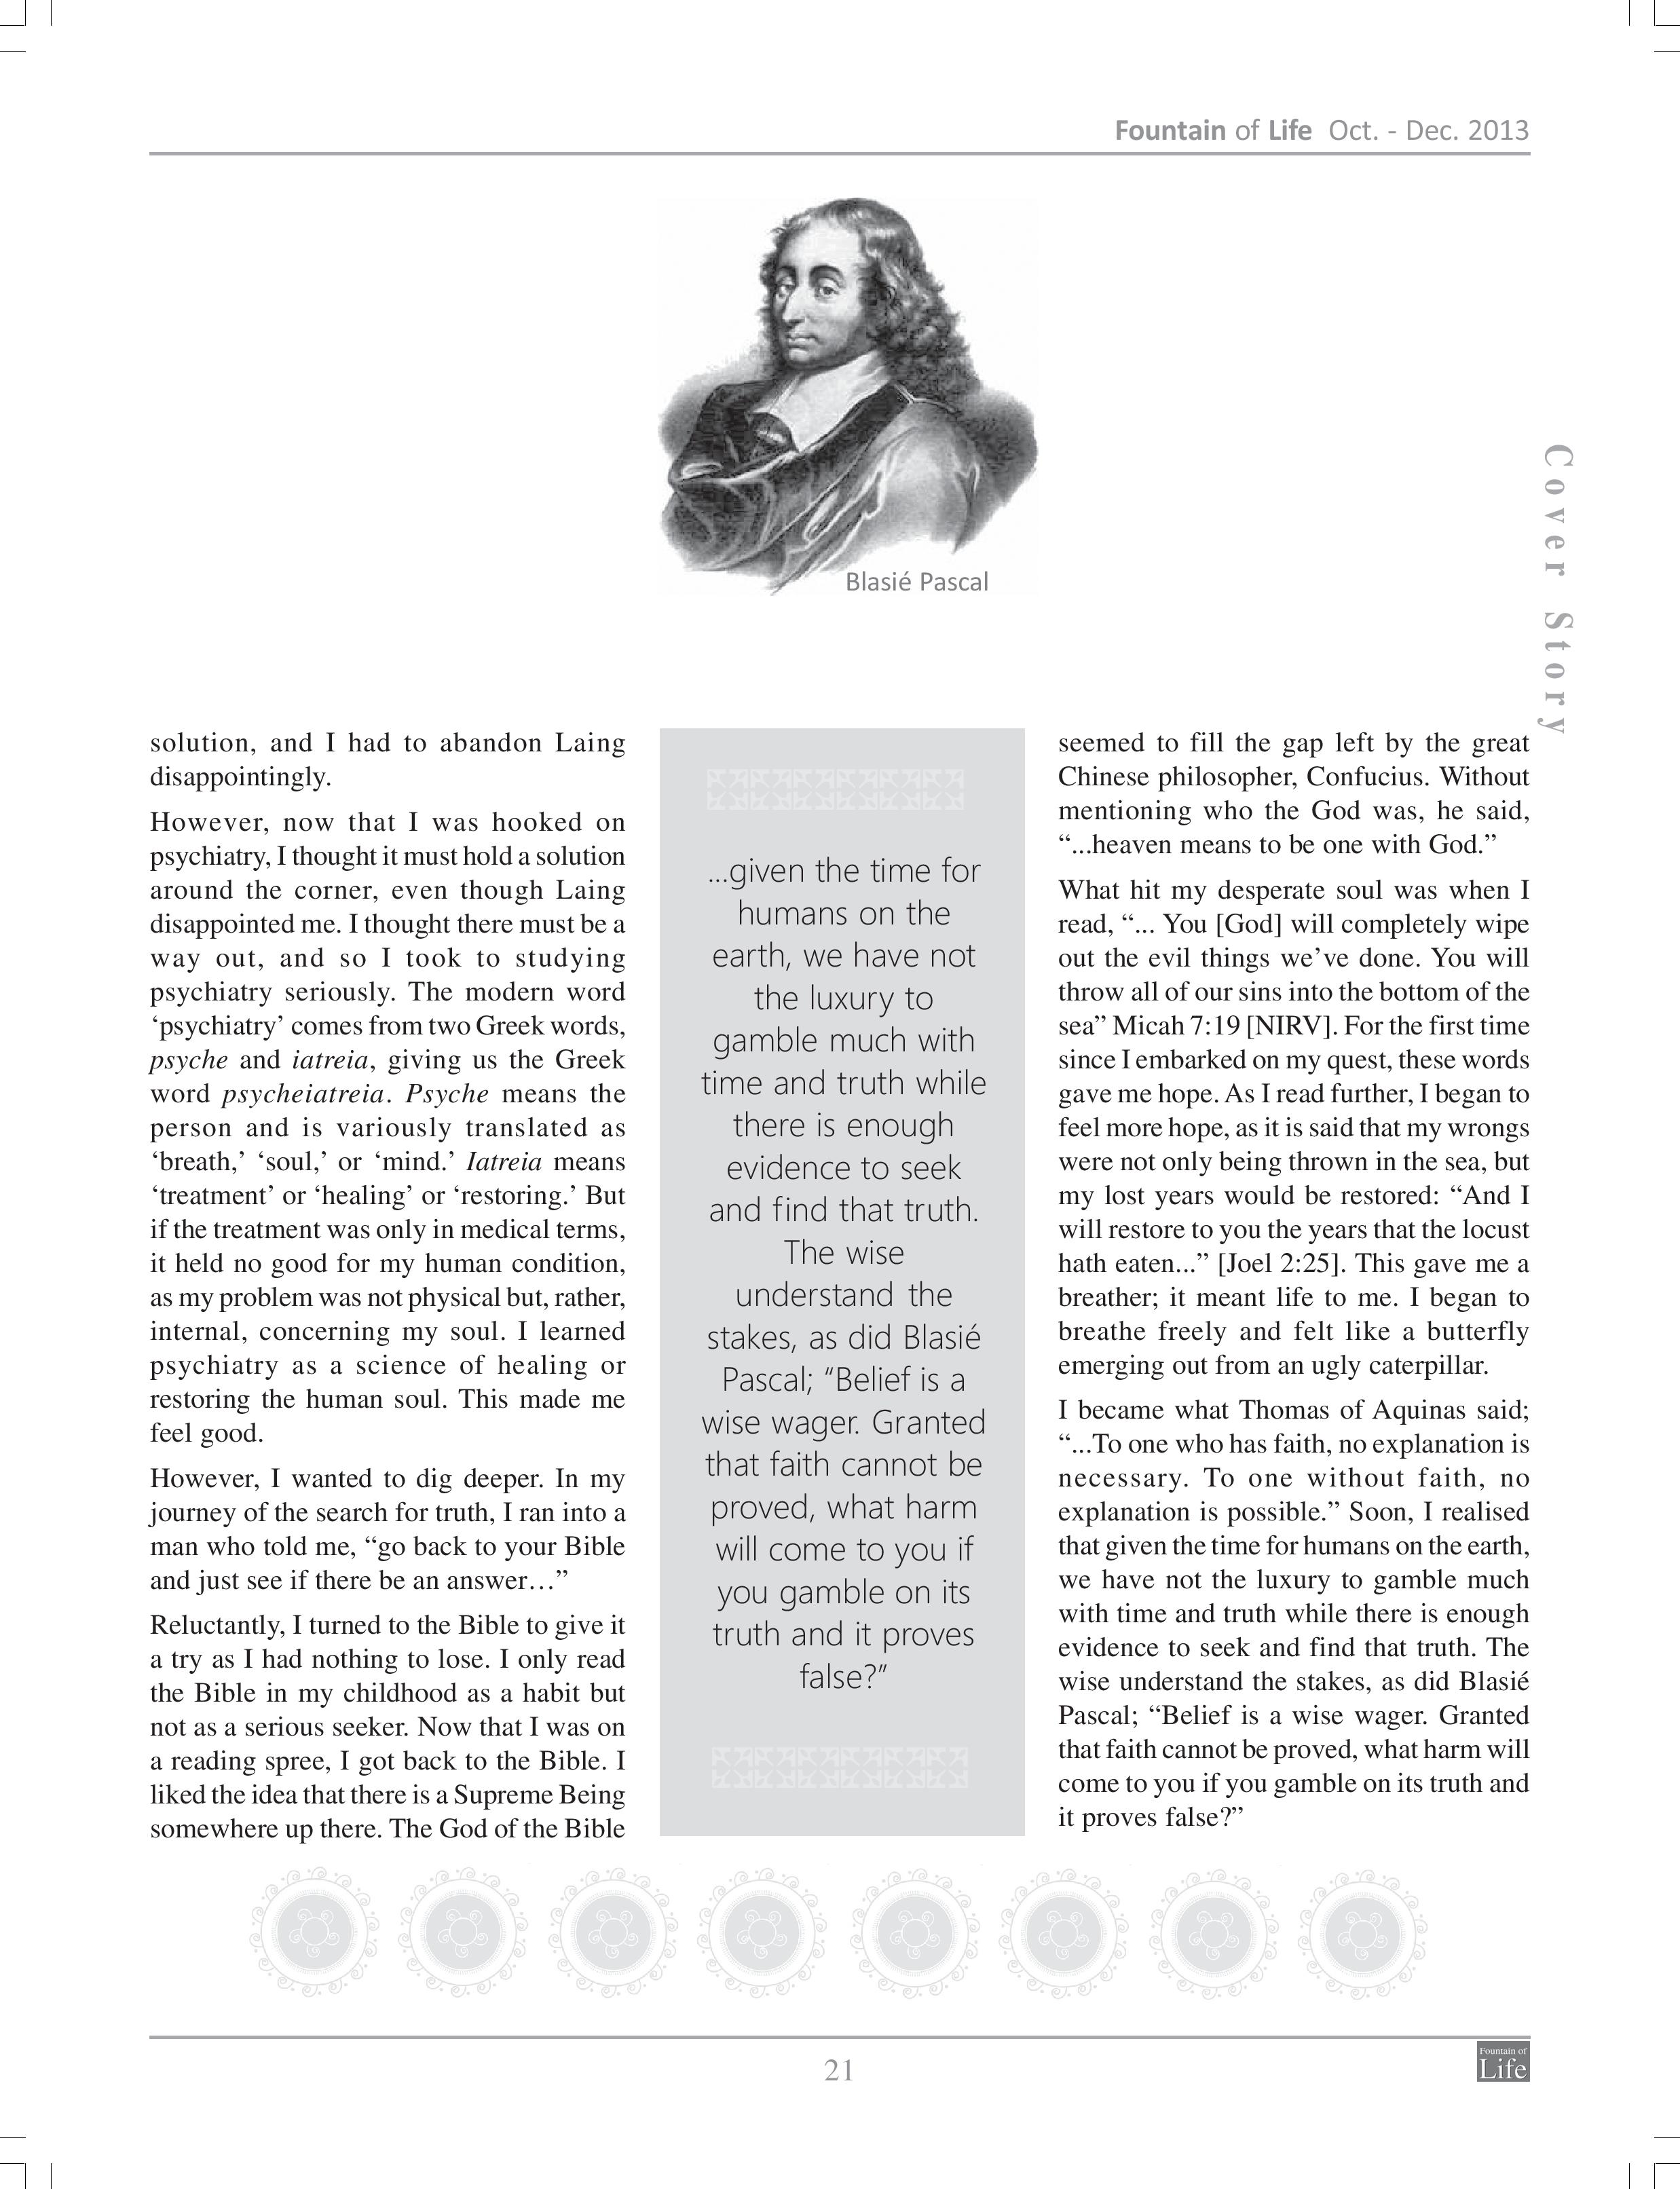 Fountain of Life Oct. - Dec. 2013
Blasié Pascal
Cover Story
solution, and I had to abandon Laing
disappointingly.
However, now that I was hooked on
psychiatry, I thought it must hold a solution
around the corner, even though Laing
disappointed me. I thought there must be a
way out, and so I took to studying
psychiatry seriously. The modern word
‘psychiatry’ comes from two Greek words,
psyche and iatreia, giving us the Greek
word psycheiatreia. Psyche means the
person and is variously translated as
‘breath,’ ‘soul,’ or ‘mind.’ Iatreia means
‘treatment’ or ‘healing’ or ‘restoring.’ But
if the treatment was only in medical terms,
it held no good for my human condition,
as my problem was not physical but, rather,
internal, concerning my soul. I learned
psychiatry as a science of healing or
restoring the human soul. This made me
feel good.
However, I wanted to dig deeper. In my
journey of the search for truth, I ran into a
man who told me, “go back to your Bible
and just see if there be an answer…”
Reluctantly, I turned to the Bible to give it
a try as I had nothing to lose. I only read
the Bible in my childhood as a habit but
not as a serious seeker. Now that I was on
a reading spree, I got back to the Bible. I
liked the idea that there is a Supreme Being
somewhere up there. The God of the Bible
...given the time for
humans on the
earth, we have not
the luxury to
gamble much with
time and truth while
there is enough
evidence to seek
and find that truth.
The wise
understand the
stakes, as did Blasié
Pascal; “Belief is a
wise wager. Granted
that faith cannot be
proved, what harm
will come to you if
you gamble on its
truth and it proves
false?”
seemed to fill the gap left by the great
Chinese philosopher, Confucius. Without
mentioning who the God was, he said,
“...heaven means to be one with God.”
What hit my desperate soul was when I
read, “... You [God] will completely wipe
out the evil things we’ve done. You will
throw all of our sins into the bottom of the
sea” Micah 7:19 [NIRV]. For the first time
since I embarked on my quest, these words
gave me hope. As I read further, I began to
feel more hope, as it is said that my wrongs
were not only being thrown in the sea, but
my lost years would be restored: “And I
will restore to you the years that the locust
hath eaten...” [Joel 2:25]. This gave me a
breather; it meant life to me. I began to
breathe freely and felt like a butterfly
emerging out from an ugly caterpillar.
I became what Thomas of Aquinas said;
“...To one who has faith, no explanation is
necessary. To one without faith, no
explanation is possible.” Soon, I realised
that given the time for humans on the earth,
we have not the luxury to gamble much
with time and truth while there is enough
evidence to seek and find that truth. The
wise understand the stakes, as did Blasié
Pascal; “Belief is a wise wager. Granted
that faith cannot be proved, what harm will
come to you if you gamble on its truth and
it proves false?”
21
Fountain of
Life